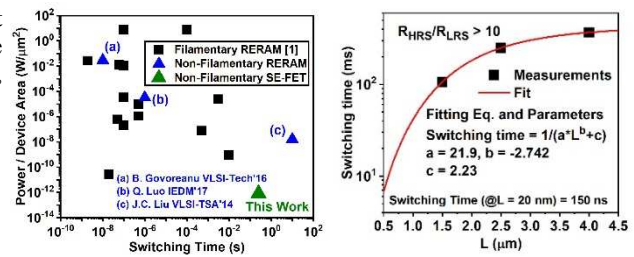 10²
10⁰
10⁻²
10⁻⁴
10⁻⁶
10⁻⁸
10⁻¹⁰
10⁻¹²
10⁻¹⁴
Power / Device Area (W/µm²)
(a)
(b)
(c)
Filamentary RERAM [1]
Non-Filamentary RERAM
Non-Filamentary SE-FET
(a) B. Govoreanu VLSI-Tech'16
(b) Q. Luo IEDM'17
(c) J.C. Liu VLSI-TSA'14
This Work
10⁻¹⁰ 10⁻⁸ 10⁻⁶ 10⁻⁴ 10⁻² 10⁰ 10²
Switching Time (s)
Switching time (ms)
10²
10¹
R_HRS/R_LRS > 10
Measurements
Fit
Fitting Eq. and Parameters
Switching time = 1/(a*Lᵇ+c)
a = 21.9, b = -2.742
c = 2.23
Switching Time (@L = 20 nm) = 150 ns
0.5 1.0 1.5 2.0 2.5 3.0 3.5 4.0 4.5
L (µm)